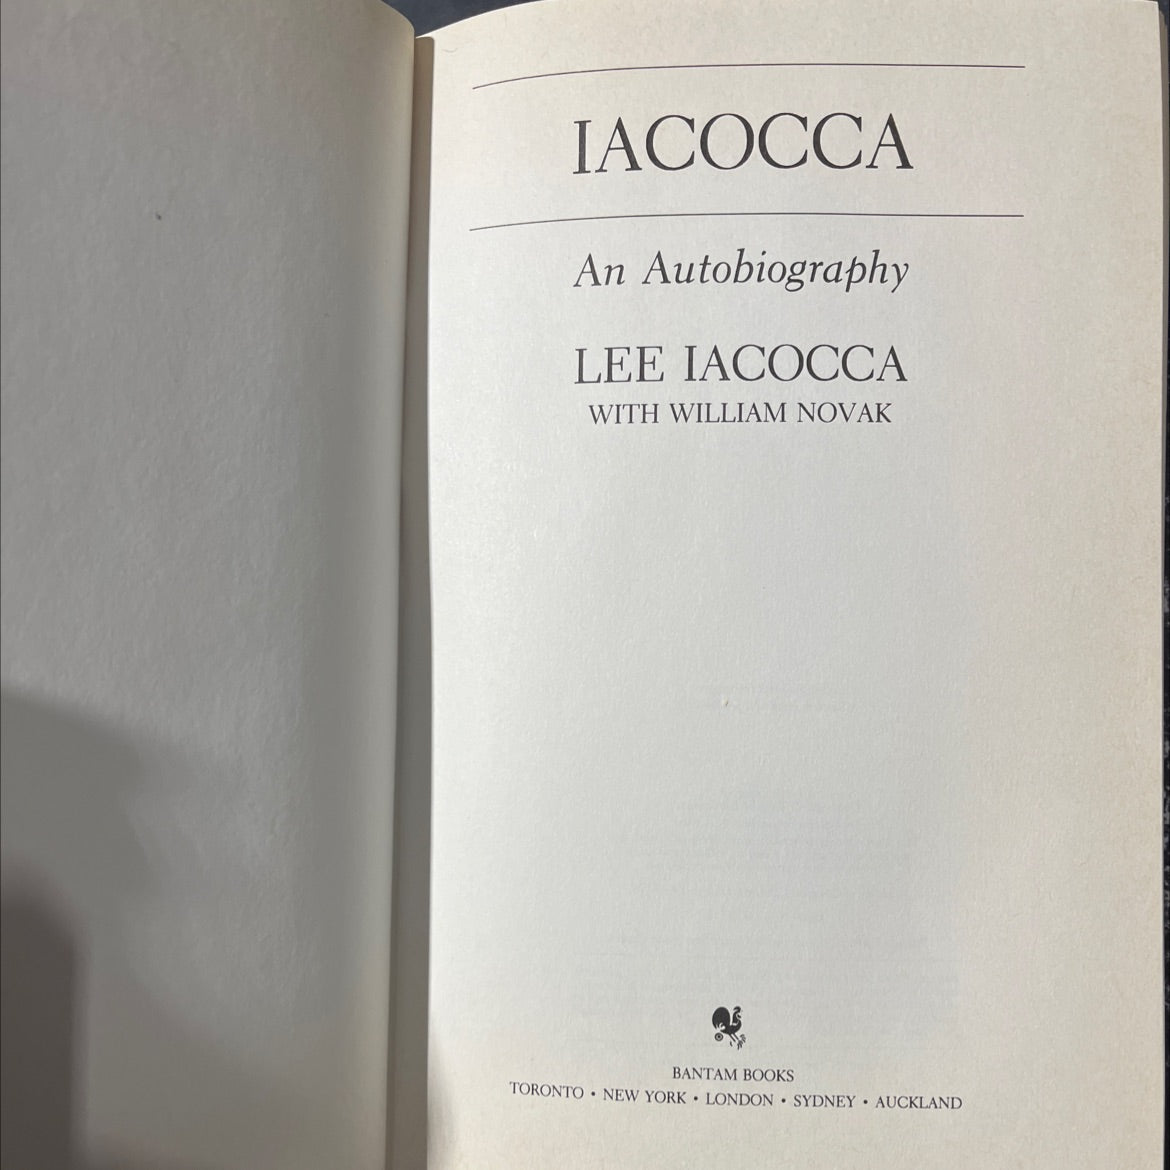 IACOCCA
An Autobiography
LEE IACOCCA
WITH WILLIAM NOVAK
BANTAM BOOKS
TORONTO • NEW YORK • LONDON • SYDNEY • AUCKLAND